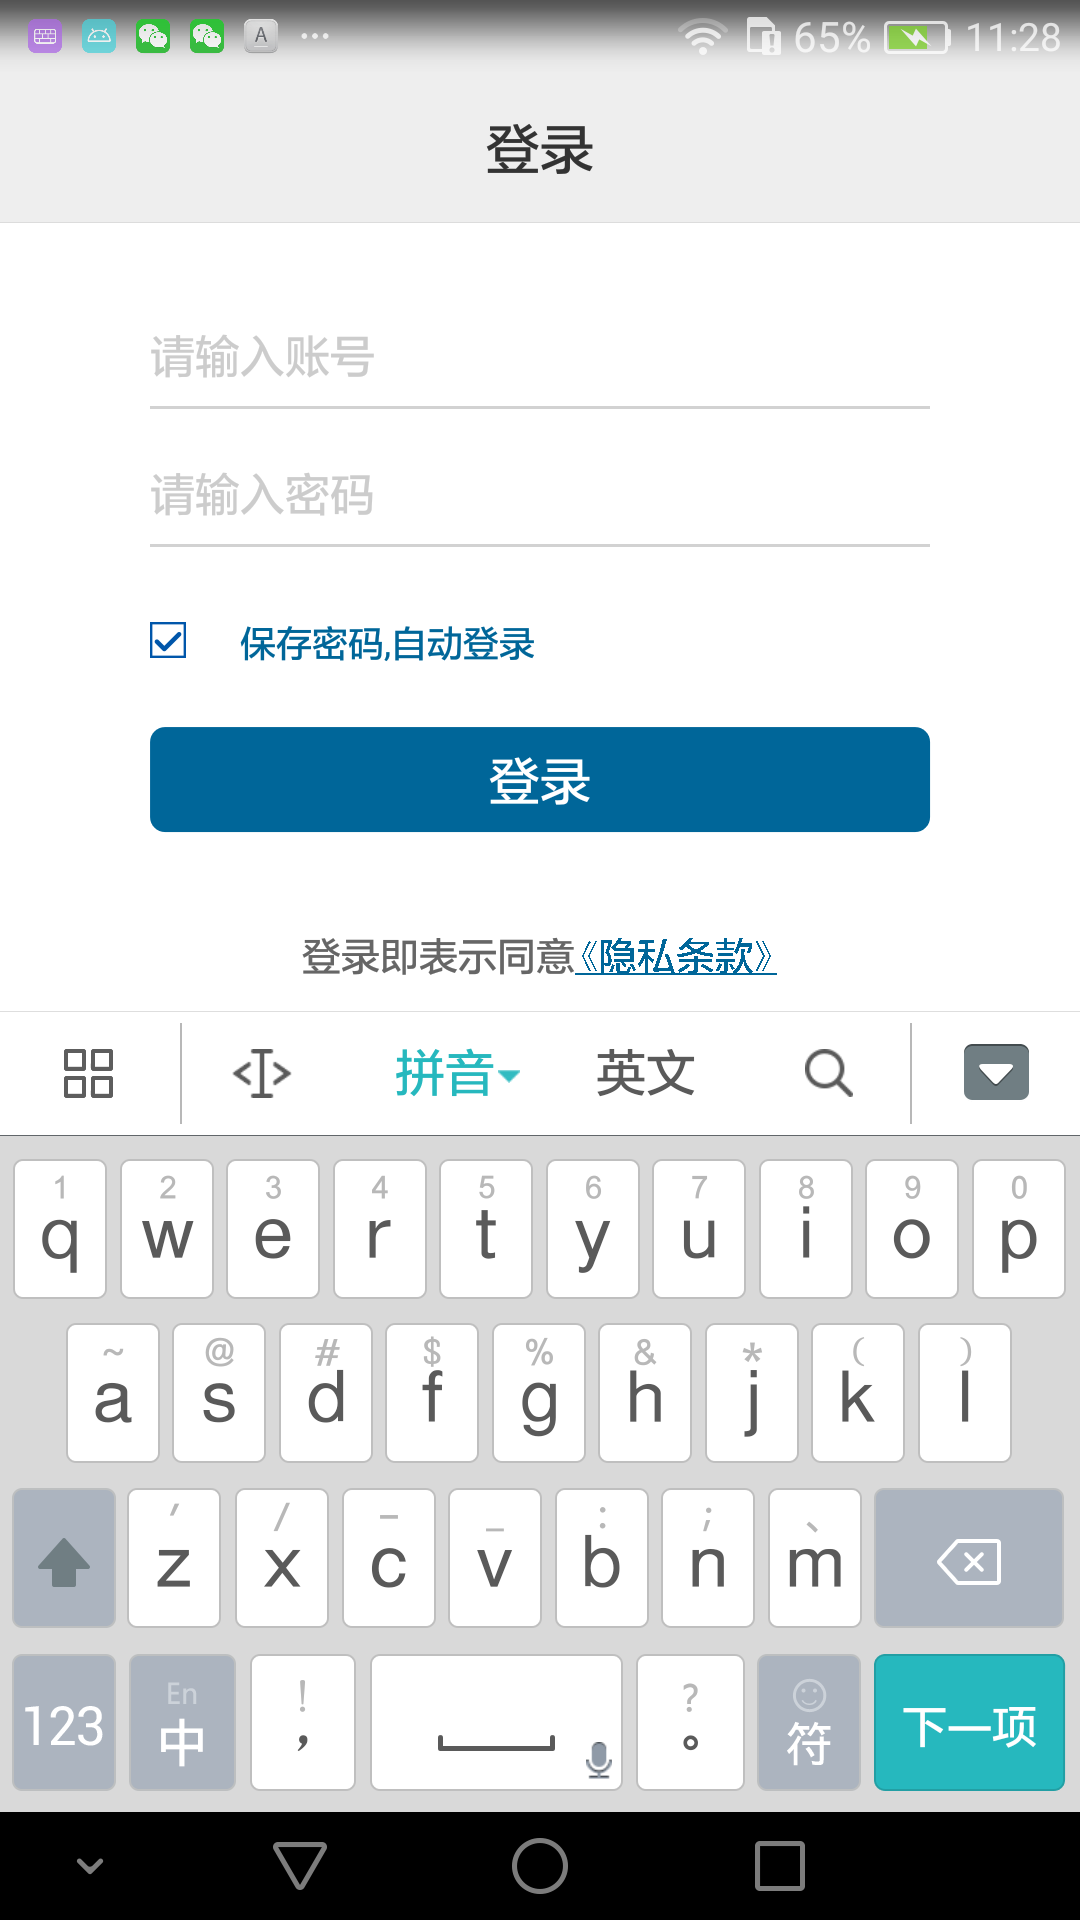 A ... 65% 11:28
登录
请输入账号
请输入密码
保存密码,自动登录
登录
登录即表示同意《隐私条款》
拼音 英文
1 2 3 4 5 6 7 8 9 0
q w e r t y u i o p
~ @ # $ % & * ( )
a s d f g h j k l
′ / – _ : ; 、
z x c v b n m
En ! ?
123 中 , 。 符 下一项